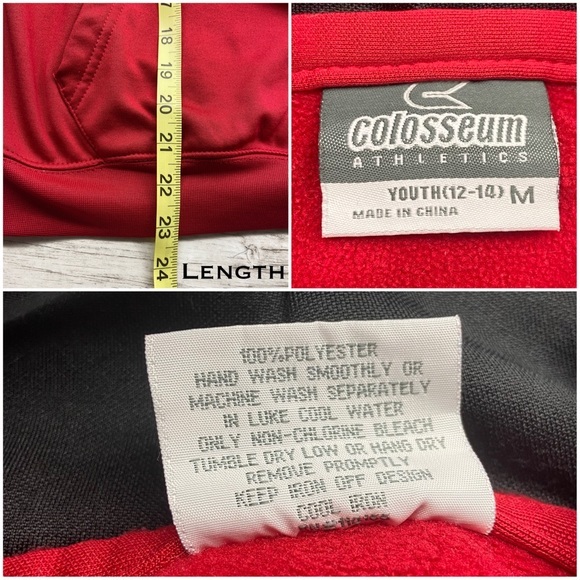 17
18
19
20
21
22
23
24
LENGTH
colosseum
ATHLETICS
YOUTH(12-14) M
MADE IN CHINA
100%POLYESTER
HAND WASH SMOOTHLY OR
MACHINE WASH SEPARATELY
IN LUKE COOL WATER
ONLY NON-CHLORINE BLEACH
TUMBLE DRY LOW OR HANG DRY
REMOVE PROMPTLY
KEEP IRON OFF DESIGN
COOL IRON